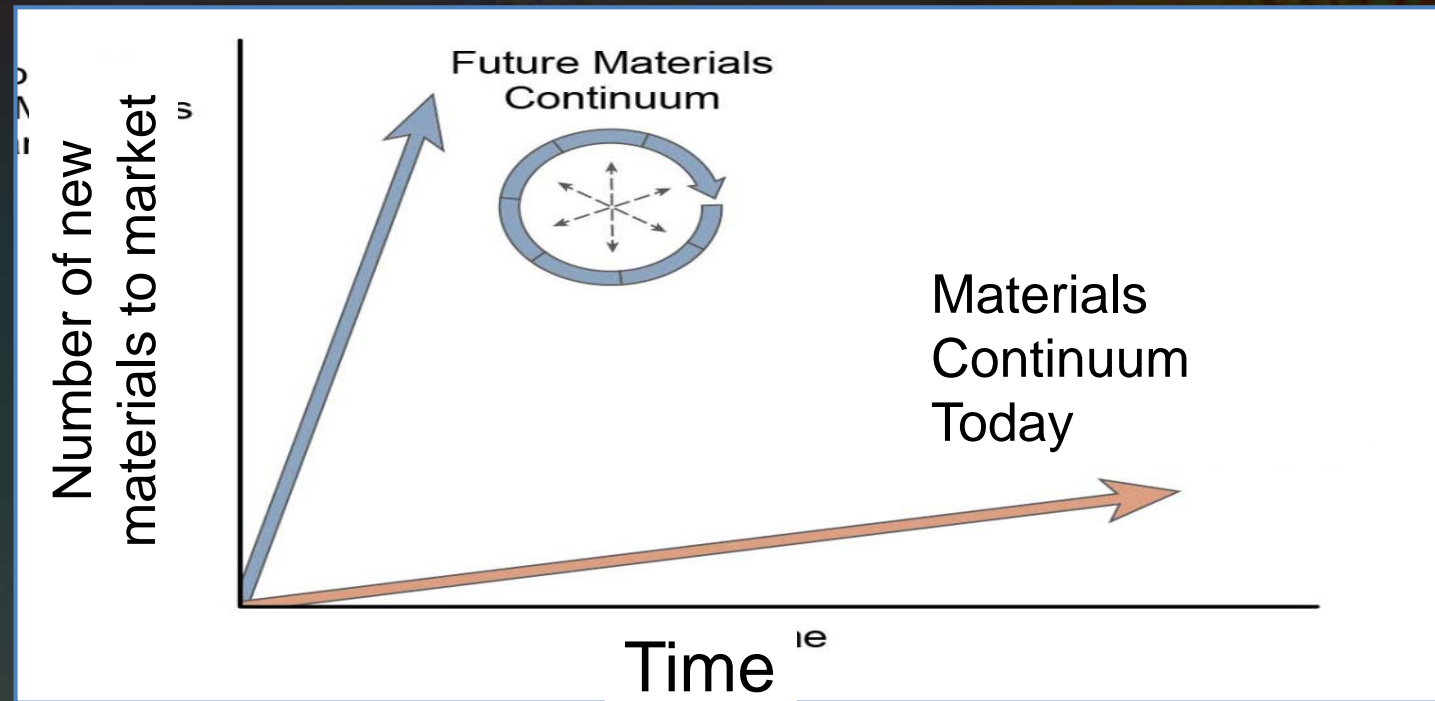 Number of new
materials to market
s
Future Materials
Continuum
Materials
Continuum
Today
Time